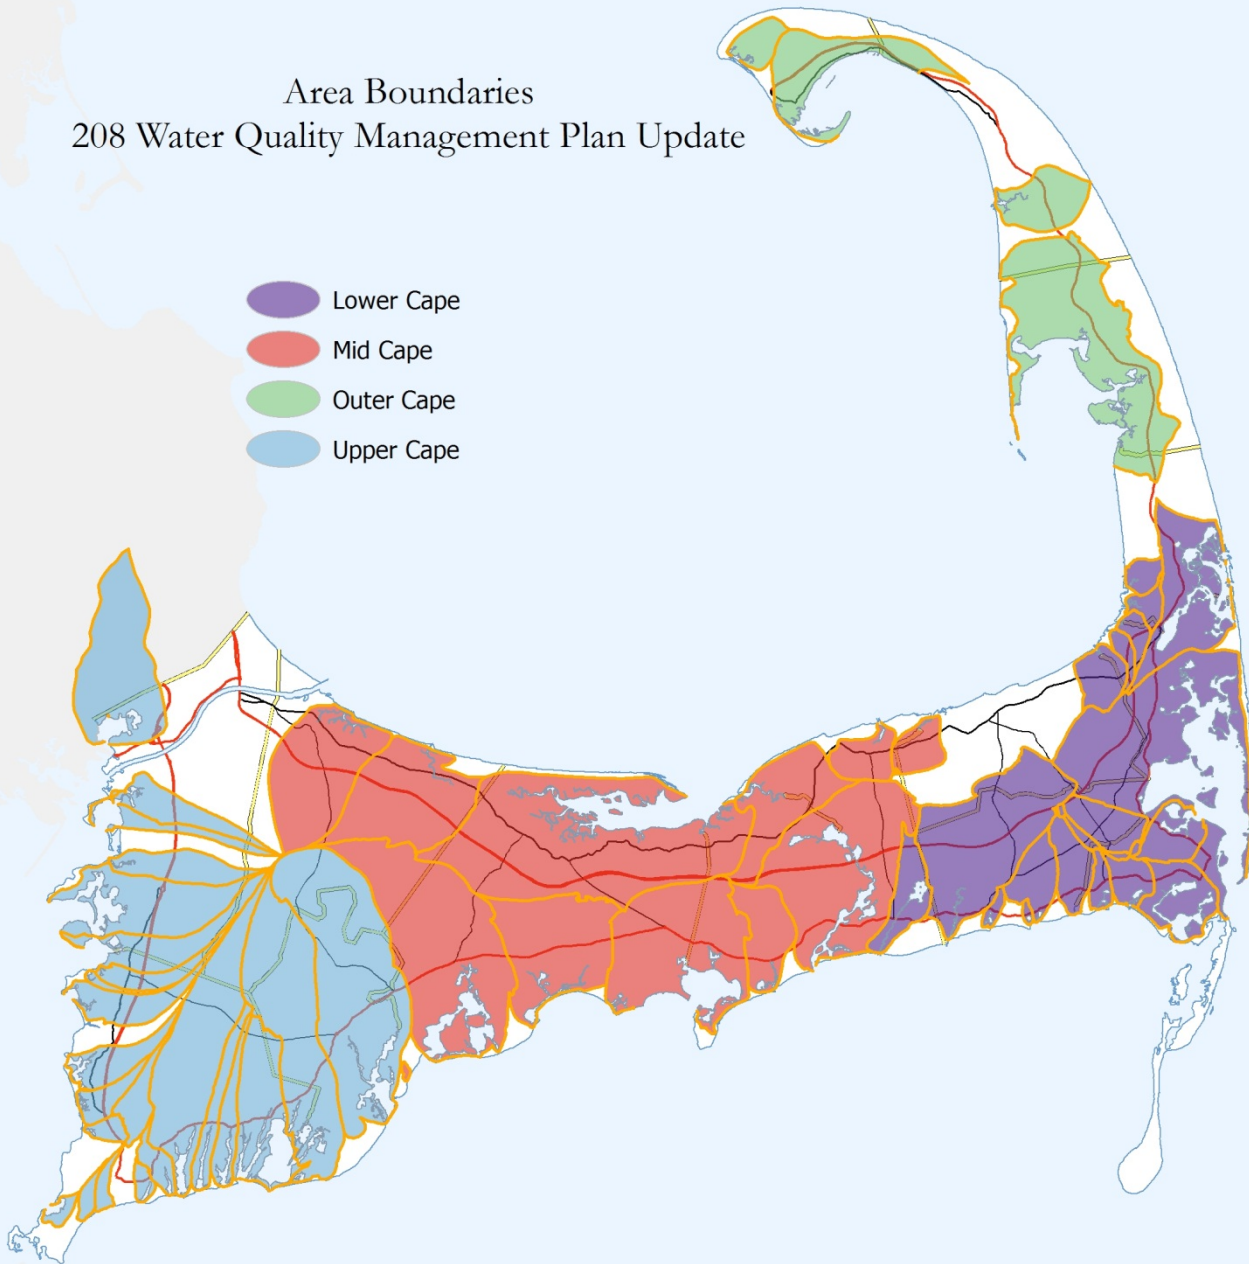 Area Boundaries
208 Water Quality Management Plan Update
Lower Cape
Mid Cape
Outer Cape
Upper Cape